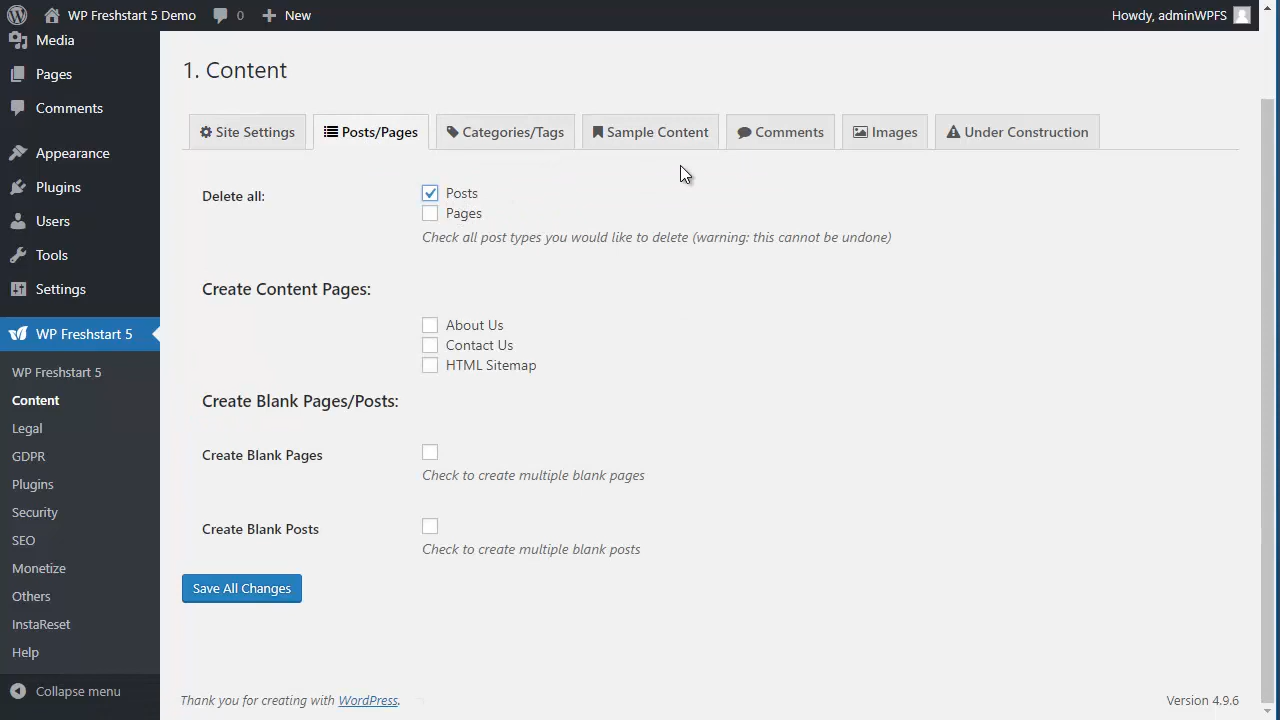 WP Freshstart 5 Demo 0 New Howdy, adminWPFS
Media
Pages
Comments
Appearance
Plugins
Users
Tools
Settings
WP Freshstart 5
WP Freshstart 5
Content
Legal
GDPR
Plugins
Security
SEO
Monetize
Others
InstaReset
Help
Collapse menu
1. Content
Site Settings Posts/Pages Categories/Tags Sample Content Comments Images Under Construction
Delete all: Posts
Pages
Check all post types you would like to delete (warning: this cannot be undone)
Create Content Pages:
About Us
Contact Us
HTML Sitemap
Create Blank Pages/Posts:
Create Blank Pages
Check to create multiple blank pages
Create Blank Posts
Check to create multiple blank posts
Save All Changes
Thank you for creating with WordPress. Version 4.9.6